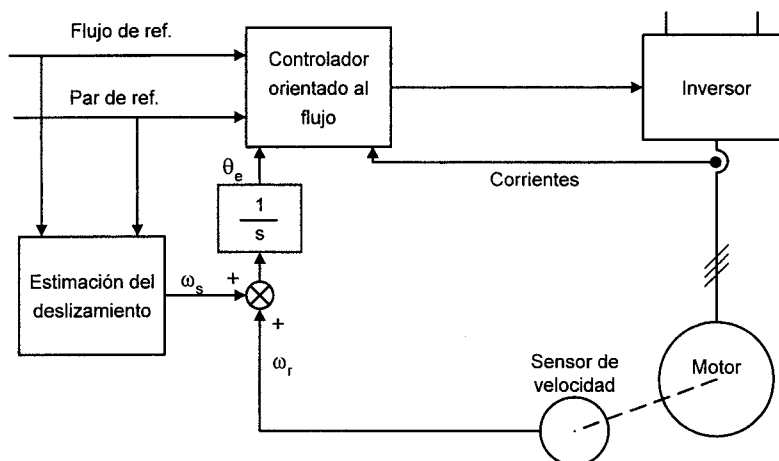 Flujo de ref.
Par de ref.
Controlador
orientado al
flujo
Inversor
Corrientes
θe
1
s
Estimación del
deslizamiento
ωs
+
+
ωr
Sensor de
velocidad
Motor